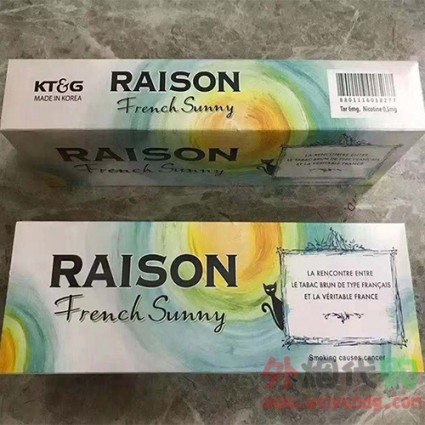 KT&G
MADE IN KOREA
RAISON
French Sunny
Tar 6mg, Nicotine 0.5mg
RAISON
French Sunny
LA RENCONTRE ENTRE
LE TABAC BRUN DE TYPE FRANÇAIS
ET LA VÉRITABLE FRANCE
RAISON
French Sunny
LA RENCONTRE ENTRE
LE TABAC BRUN DE TYPE FRANÇAIS
ET LA VÉRITABLE FRANCE
Smoking causes cancer
外烟代购